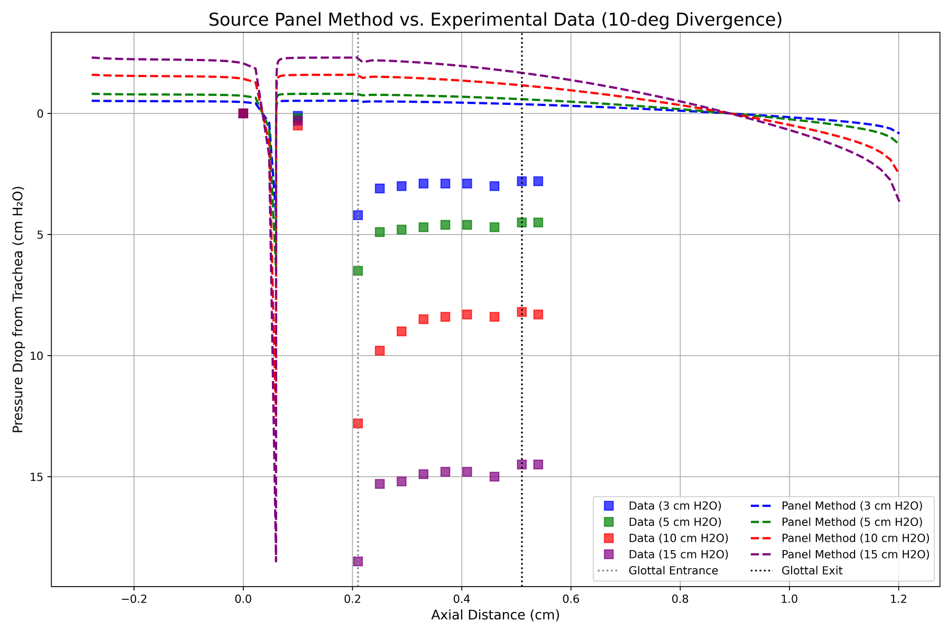 Source Panel Method vs. Experimental Data (10-deg Divergence)
Pressure Drop from Trachea (cm H₂O)
0
5
10
15
−0.2
0.0
0.2
0.4
0.6
0.8
1.0
1.2
Axial Distance (cm)
Data (3 cm H2O)
Data (5 cm H2O)
Data (10 cm H2O)
Data (15 cm H2O)
Glottal Entrance
Panel Method (3 cm H2O)
Panel Method (5 cm H2O)
Panel Method (10 cm H2O)
Panel Method (15 cm H2O)
Glottal Exit